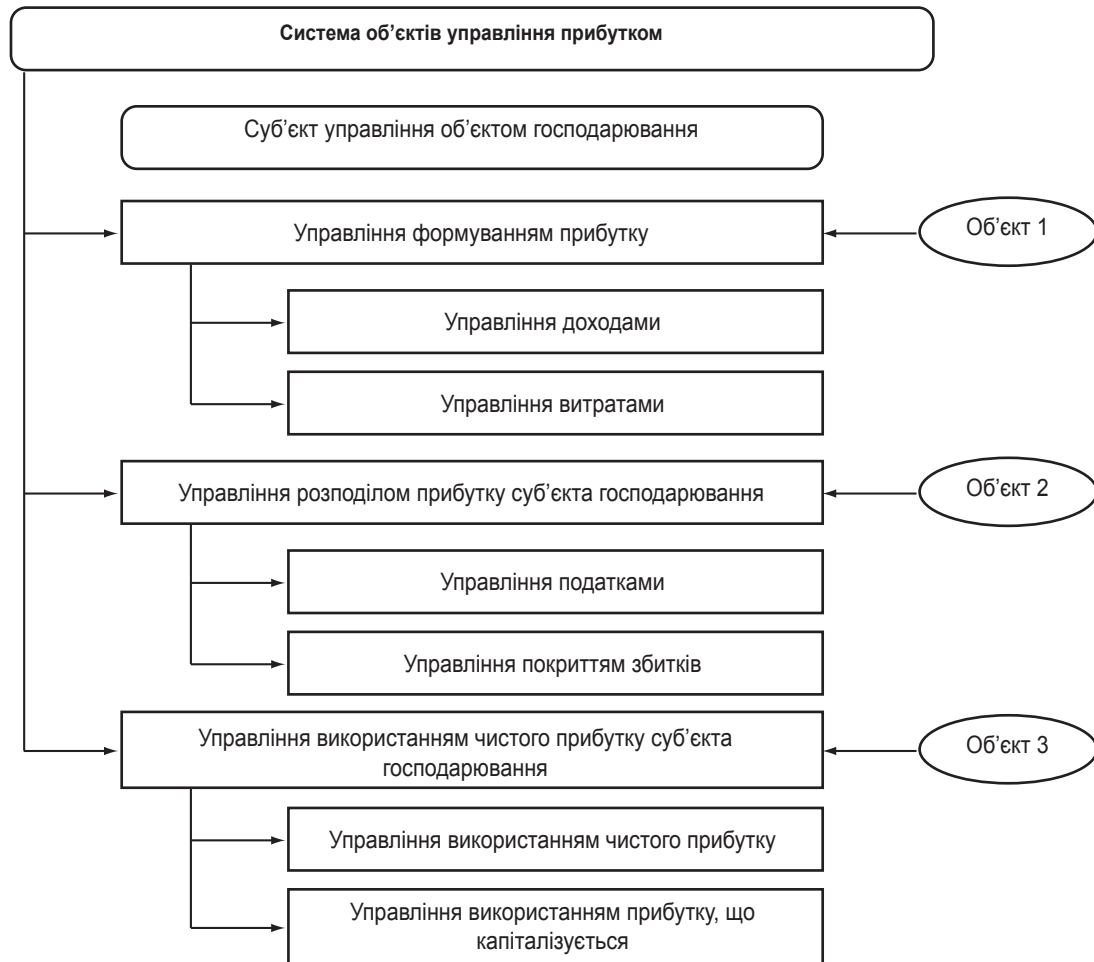 Система об’єктів управління прибутком
Суб’єкт управління об’єктом господарювання
Управління формуванням прибутку
Об’єкт 1
Управління доходами
Управління витратами
Управління розподілом прибутку суб’єкта господарювання
Об’єкт 2
Управління податками
Управління покриттям збитків
Управління використанням чистого прибутку суб’єкта
господарювання
Об’єкт 3
Управління використанням чистого прибутку
Управління використанням прибутку, що
капіталізується